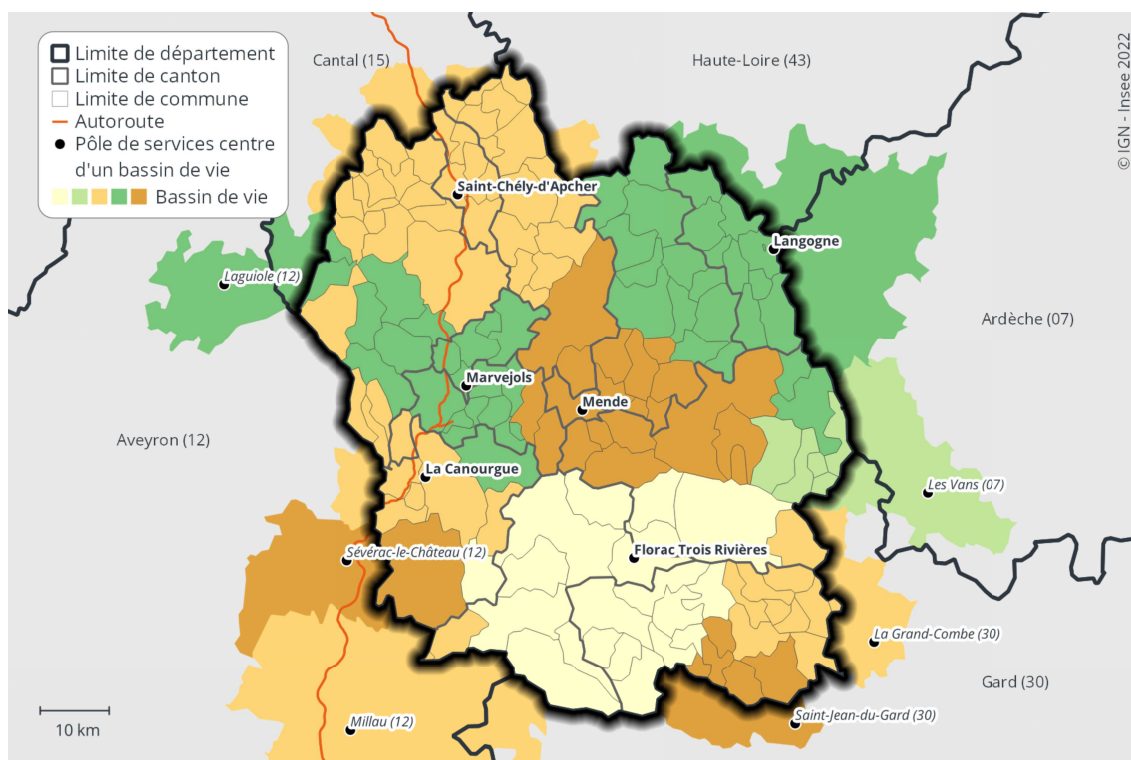 Limite de département
Limite de canton
Limite de commune
Autoroute
Pôle de services centre
d'un bassin de vie
Bassin de vie
Cantal (15)
Haute-Loire (43)
© IGN - Insee 2022
Saint-Chély-d'Apcher
Langogne
Laguiole (12)
Ardèche (07)
Marvejols
Mende
Aveyron (12)
La Canourgue
Les Vans (07)
Sévérac-le-Château (12)
Florac Trois Rivières
La Grand-Combe (30)
Gard (30)
10 km
Millau (12)
Saint-Jean-du-Gard (30)